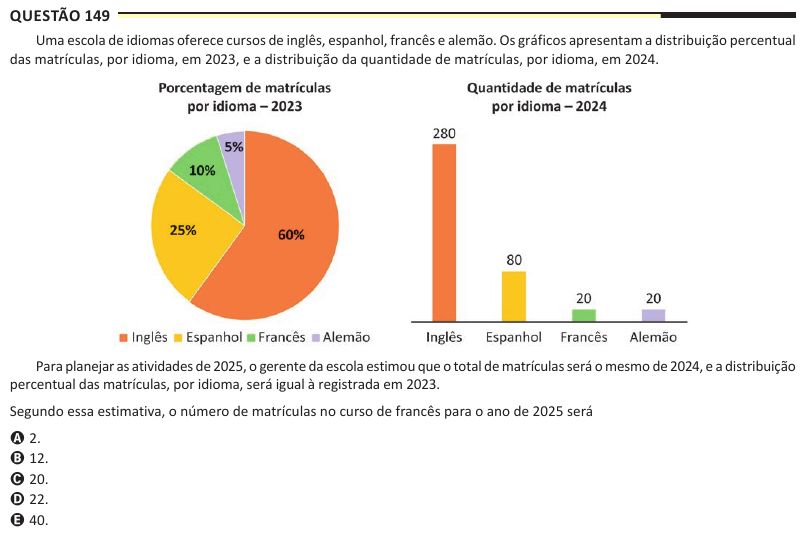 QUESTÃO 149
Uma escola de idiomas oferece cursos de inglês, espanhol, francês e alemão. Os gráficos apresentam a distribuição percentual
das matrículas, por idioma, em 2023, e a distribuição da quantidade de matrículas, por idioma, em 2024.
Porcentagem de matrículas
por idioma – 2023
5%
10%
25%
60%
Inglês Espanhol Francês Alemão
Quantidade de matrículas
por idioma – 2024
280
80
20
20
Inglês Espanhol Francês Alemão
Para planejar as atividades de 2025, o gerente da escola estimou que o total de matrículas será o mesmo de 2024, e a distribuição
percentual das matrículas, por idioma, será igual à registrada em 2023.
Segundo essa estimativa, o número de matrículas no curso de francês para o ano de 2025 será
A 2.
B 12.
C 20.
D 22.
E 40.